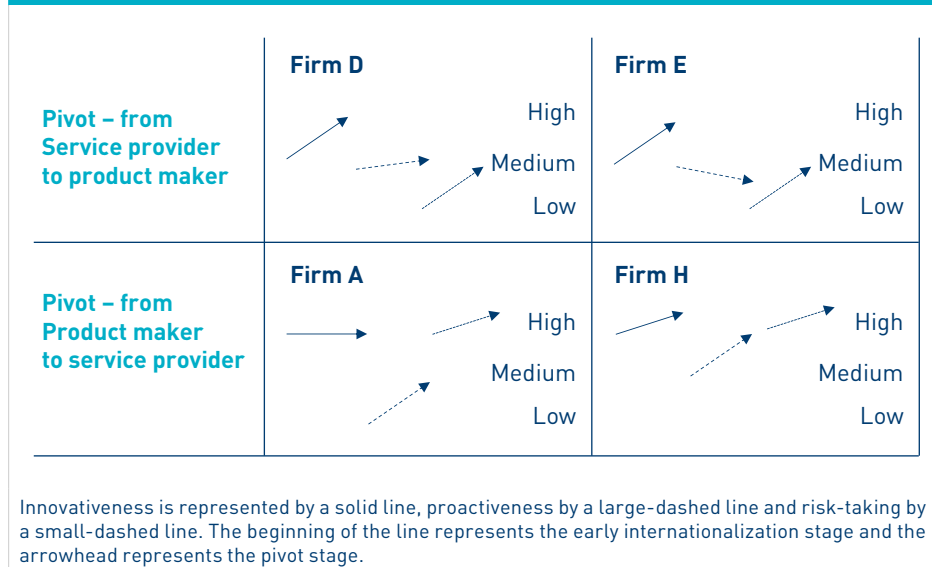 Firm D
Firm E
Pivot – from
Service provider
to product maker
High
Medium
Low
High
Medium
Low
Firm A
Firm H
Pivot – from
Product maker
to service provider
High
Medium
Low
High
Medium
Low
Innovativeness is represented by a solid line, proactiveness by a large-dashed line and risk-taking by
a small-dashed line. The beginning of the line represents the early internationalization stage and the
arrowhead represents the pivot stage.